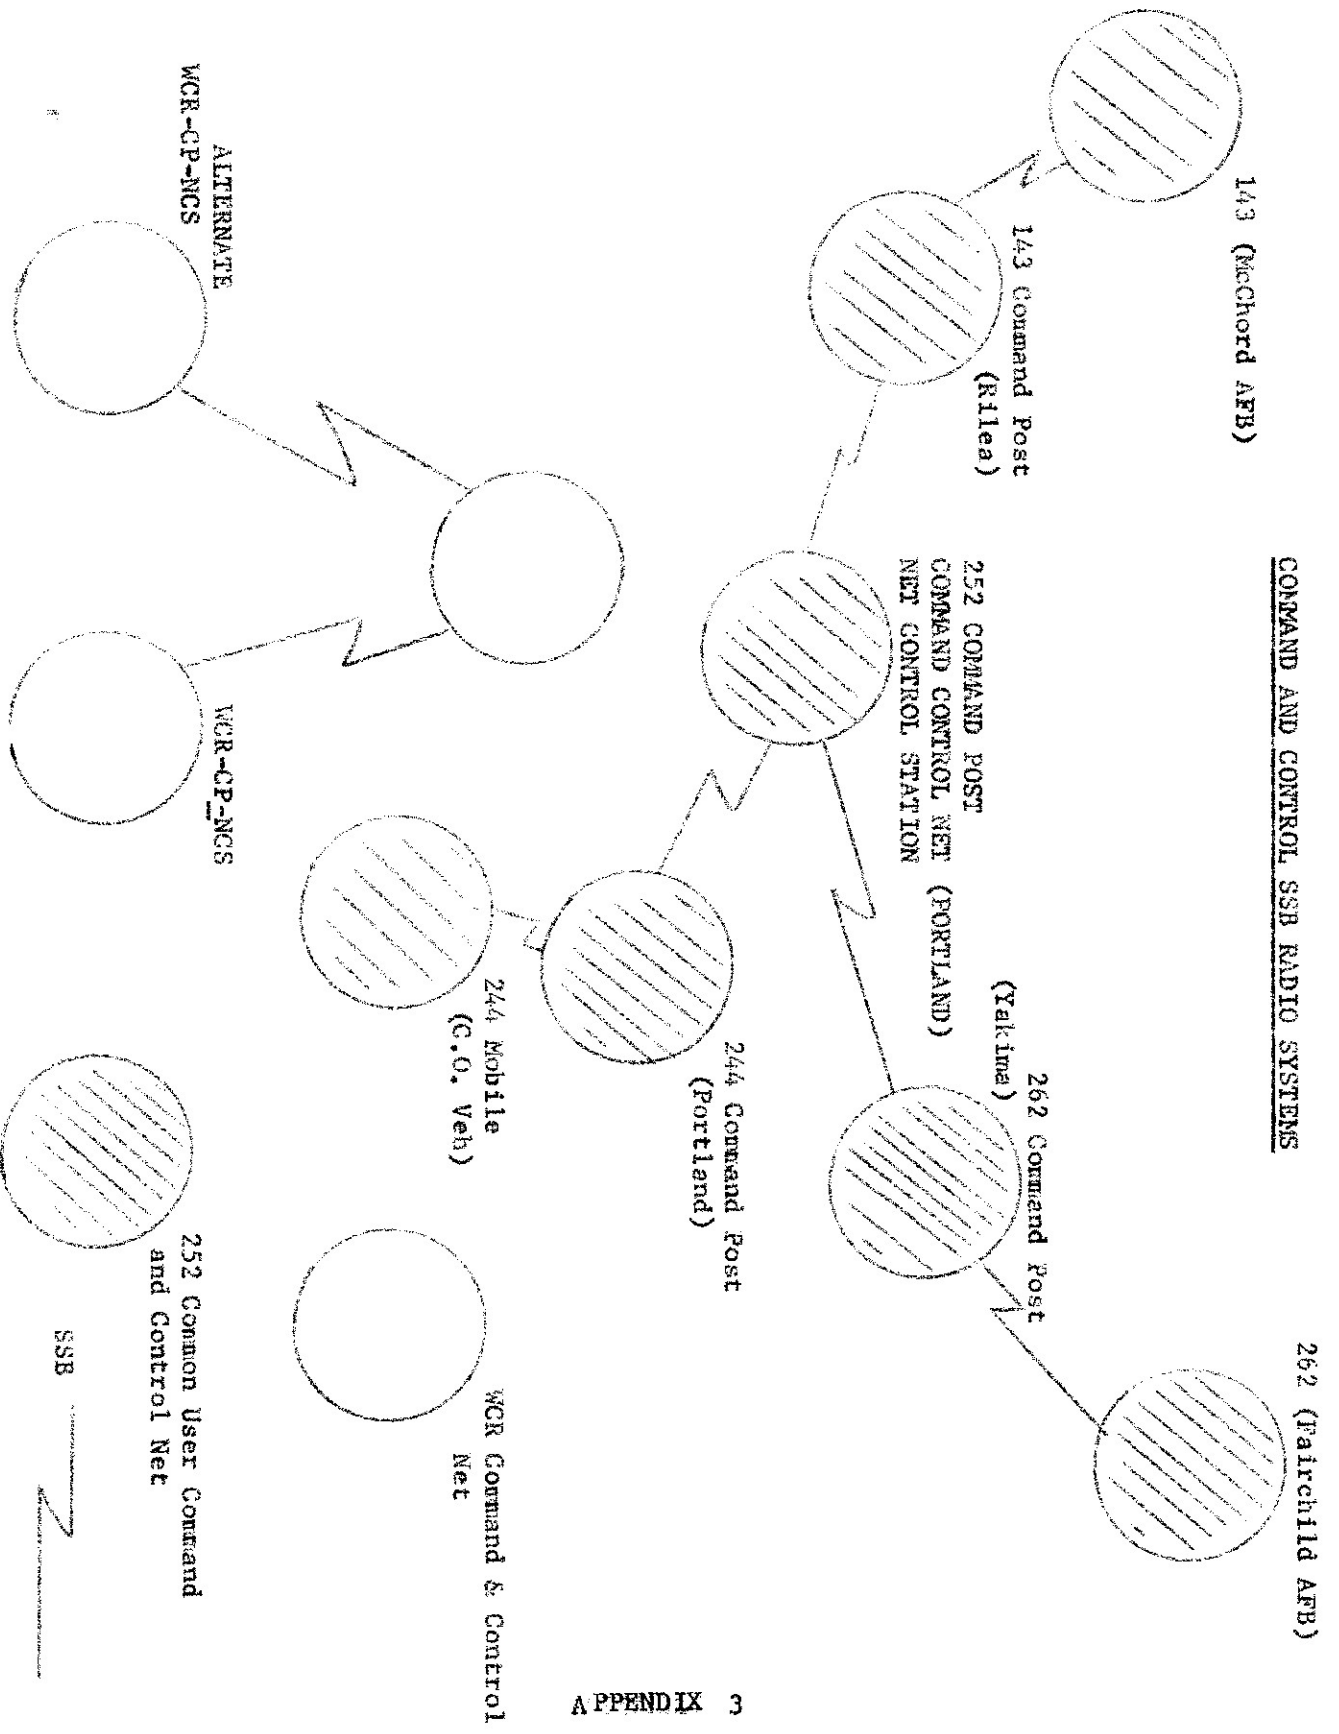 COMMAND AND CONTROL SSB RADIO SYSTEMS
143 (McChord AFB)
143 Command Post
(Rilea)
252 COMMAND POST
COMMAND CONTROL NET (PORTLAND)
NET CONTROL STATION
262 (Fairchild AFB)
262 Command Post
(Yakima)
244 Command Post
(Portland)
244 Mobile
(C.O. Veh)
ALTERNATE
WCR-CP-NCS
WCR-CP-NCS
WCR Command & Control
Net
252 Common User Command
and Control Net
SSB
APPENDIX 3